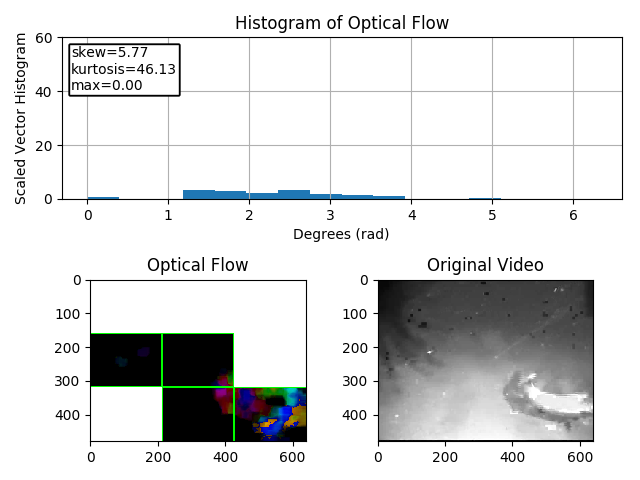 Histogram of Optical Flow
Scaled Vector Histogram
60
40
20
0
skew=5.77
kurtosis=46.13
max=0.00
0 1 2 3 4 5 6
Degrees (rad)
Optical Flow
0
100
200
300
400
0 200 400 600
Original Video
0
100
200
300
400
0 200 400 600